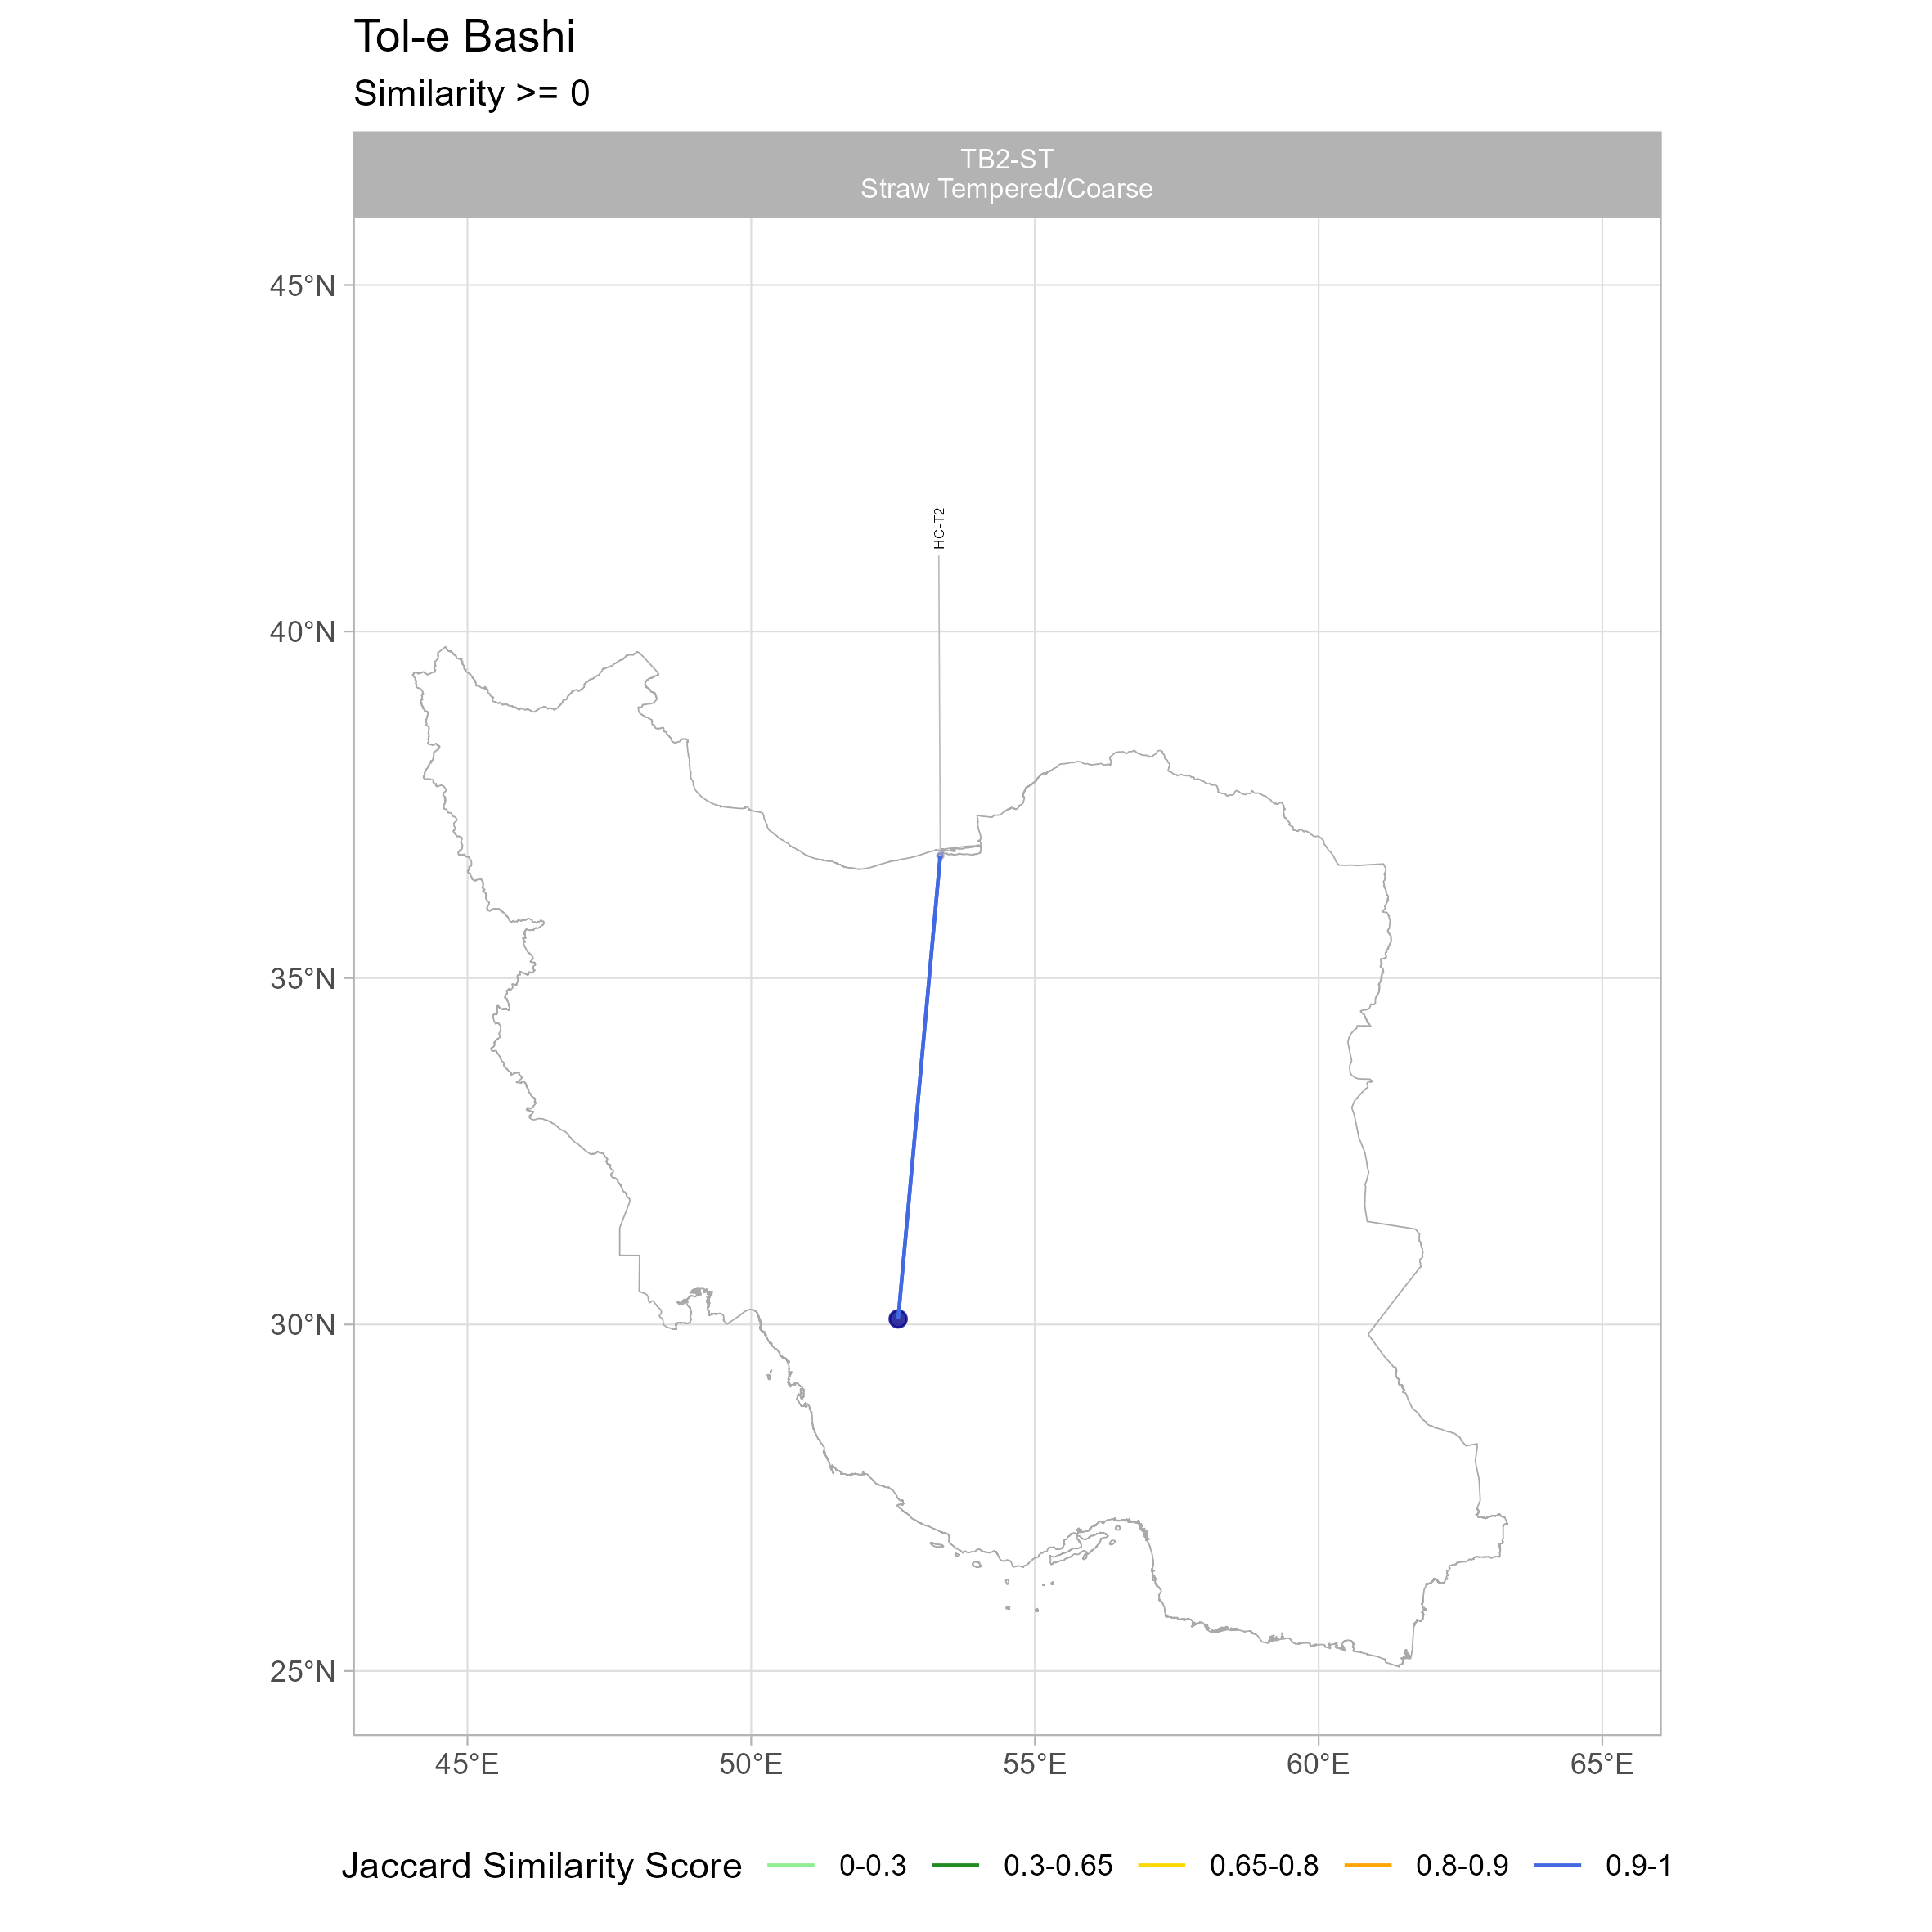 Tol-e Bashi
Similarity >= 0
TB2-ST
Straw Tempered/Coarse
45°N
HC-T2
40°N
35°N
30°N
25°N
45°E 50°E 55°E 60°E 65°E
Jaccard Similarity Score 0-0.3 0.3-0.65 0.65-0.8 0.8-0.9 0.9-1